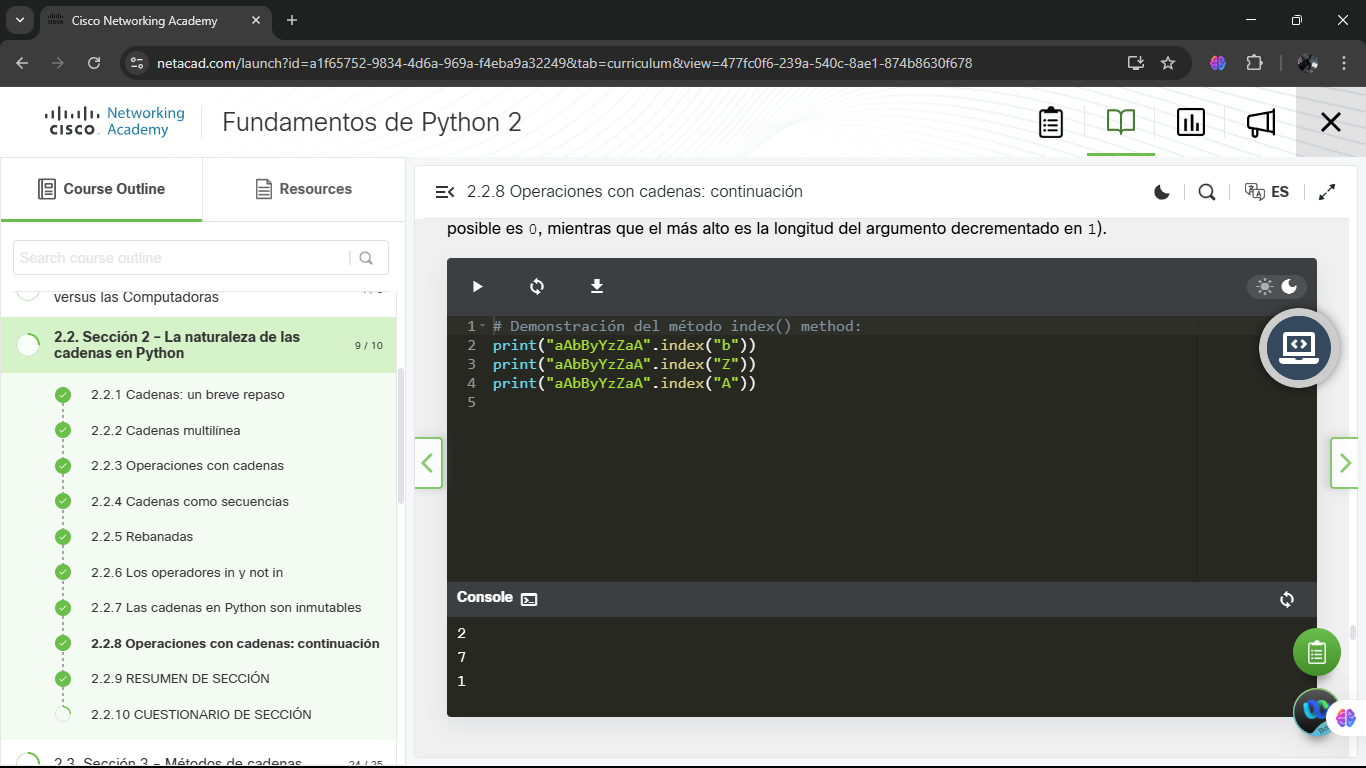 Cisco Networking Academy
netacad.com/launch?id=a1f65752-9834-4d6a-969a-f4eba9a32249&tab=curriculum&view=477fc0f6-239a-540c-8ae1-874b8630f678
CISCO Networking Academy
Fundamentos de Python 2
Course Outline
Resources
Search course outline
versus las Computadoras
2.2. Sección 2 – La naturaleza de las
cadenas en Python
9 / 10
2.2.1 Cadenas: un breve repaso
2.2.2 Cadenas multilínea
2.2.3 Operaciones con cadenas
2.2.4 Cadenas como secuencias
2.2.5 Rebanadas
2.2.6 Los operadores in y not in
2.2.7 Las cadenas en Python son inmutables
2.2.8 Operaciones con cadenas: continuación
2.2.9 RESUMEN DE SECCIÓN
2.2.10 CUESTIONARIO DE SECCIÓN
2.3. Sección 3 – Métodos de cadenas
24 / 25
2.2.8 Operaciones con cadenas: continuación
ES
posible es 0, mientras que el más alto es la longitud del argumento decrementado en 1).
1 # Demonstración del método index() method:
2 print("aAbByYzZaA".index("b"))
3 print("aAbByYzZaA".index("Z"))
4 print("aAbByYzZaA".index("A"))
5
Console
2
7
1